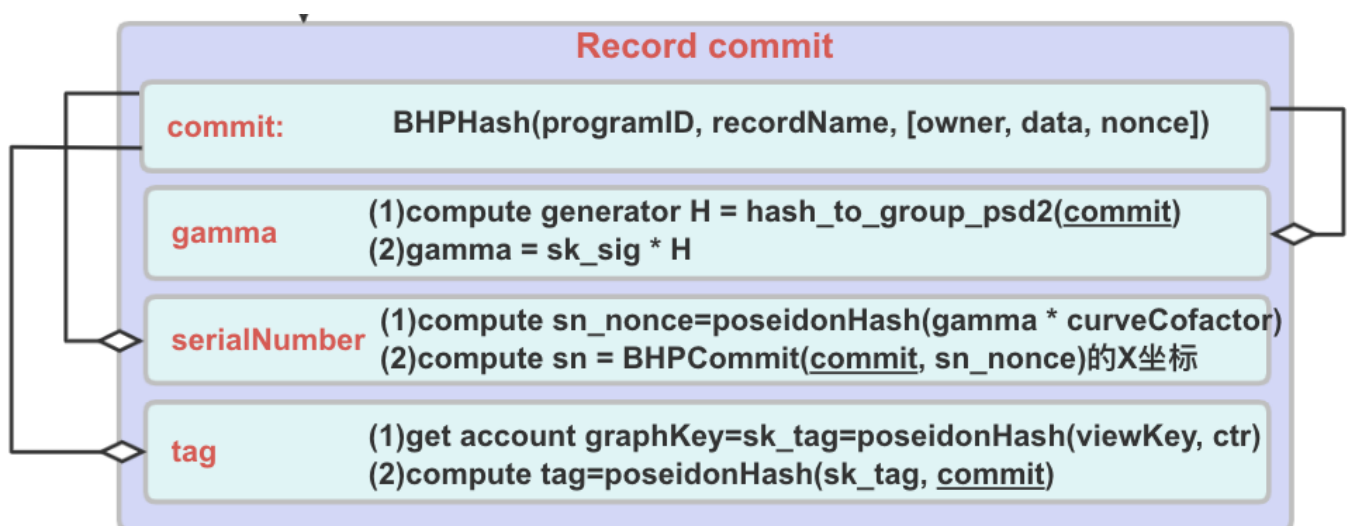 Record commit
commit: BHPHash(programID, recordName, [owner, data, nonce])
gamma
(1)compute generator H = hash_to_group_psd2(commit)
(2)gamma = sk_sig * H
serialNumber
(1)compute sn_nonce=poseidonHash(gamma * curveCofactor)
(2)compute sn = BHPCommit(commit, sn_nonce)的X坐标
tag
(1)get account graphKey=sk_tag=poseidonHash(viewKey, ctr)
(2)compute tag=poseidonHash(sk_tag, commit)